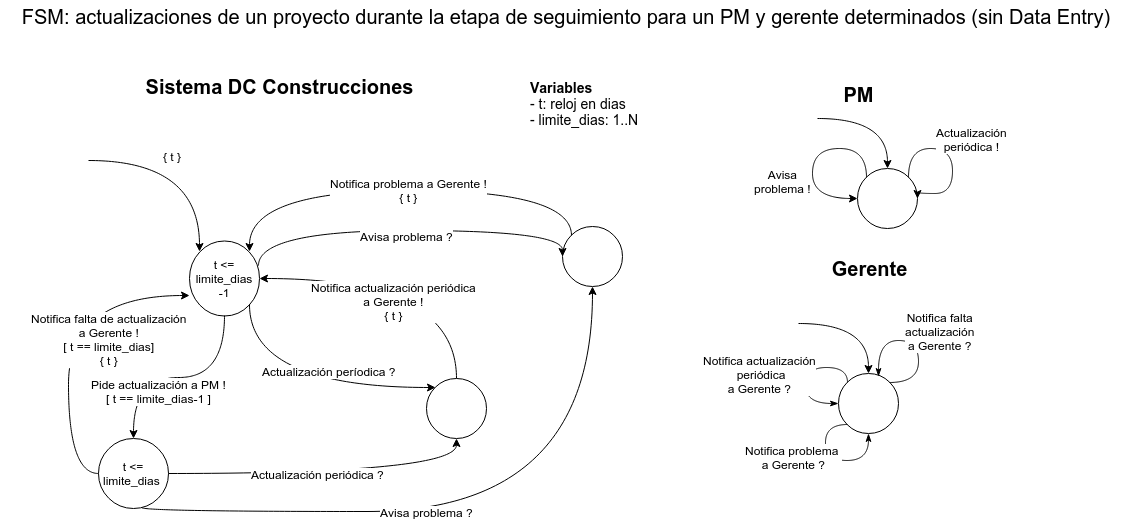 FSM: actualizaciones de un proyecto durante la etapa de seguimiento para un PM y gerente determinados (sin Data Entry)
Sistema DC Construcciones
Variables
- t: reloj en dias
- limite_dias: 1..N
{ t }
Notifica problema a Gerente !
{ t }
Avisa problema ?
t <=
limite_dias
-1
Notifica actualización periódica
a Gerente !
{ t }
Notifica falta de actualización
a Gerente !
[ t == limite_dias]
{ t }
Actualización períodica ?
Pide actualización a PM !
[ t == limite_dias-1 ]
t <=
limite_dias
Actualización periódica ?
Avisa problema ?
PM
Actualización
periódica !
Avisa
problema !
Gerente
Notifica falta
actualización
a Gerente ?
Notifica actualización
periódica
a Gerente ?
Notifica problema
a Gerente ?